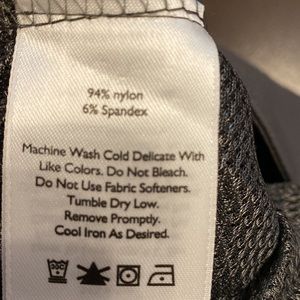 94% nylon
6% Spandex
Machine Wash Cold Delicate With
Like Colors. Do Not Bleach.
Do Not Use Fabric Softeners.
Tumble Dry Low.
Remove Promptly.
Cool Iron As Desired.